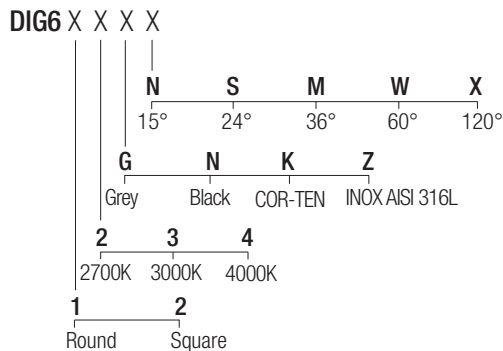 DIG6 X X X X
N S M W X
15° 24° 36° 60° 120°
G N K Z
Grey Black COR-TEN INOX AISI 316L
2 3 4
2700K 3000K 4000K
1 2
Round Square